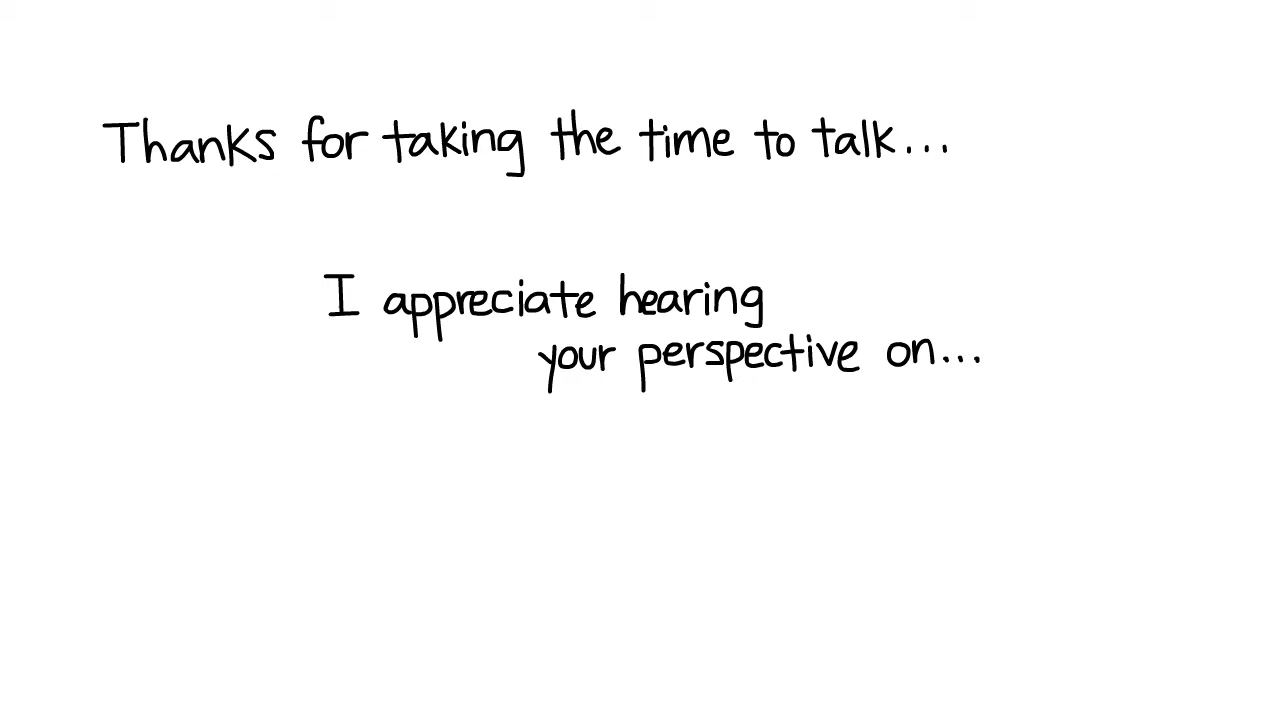 Thanks for taking the time to talk...
I appreciate hearing
your perspective on...